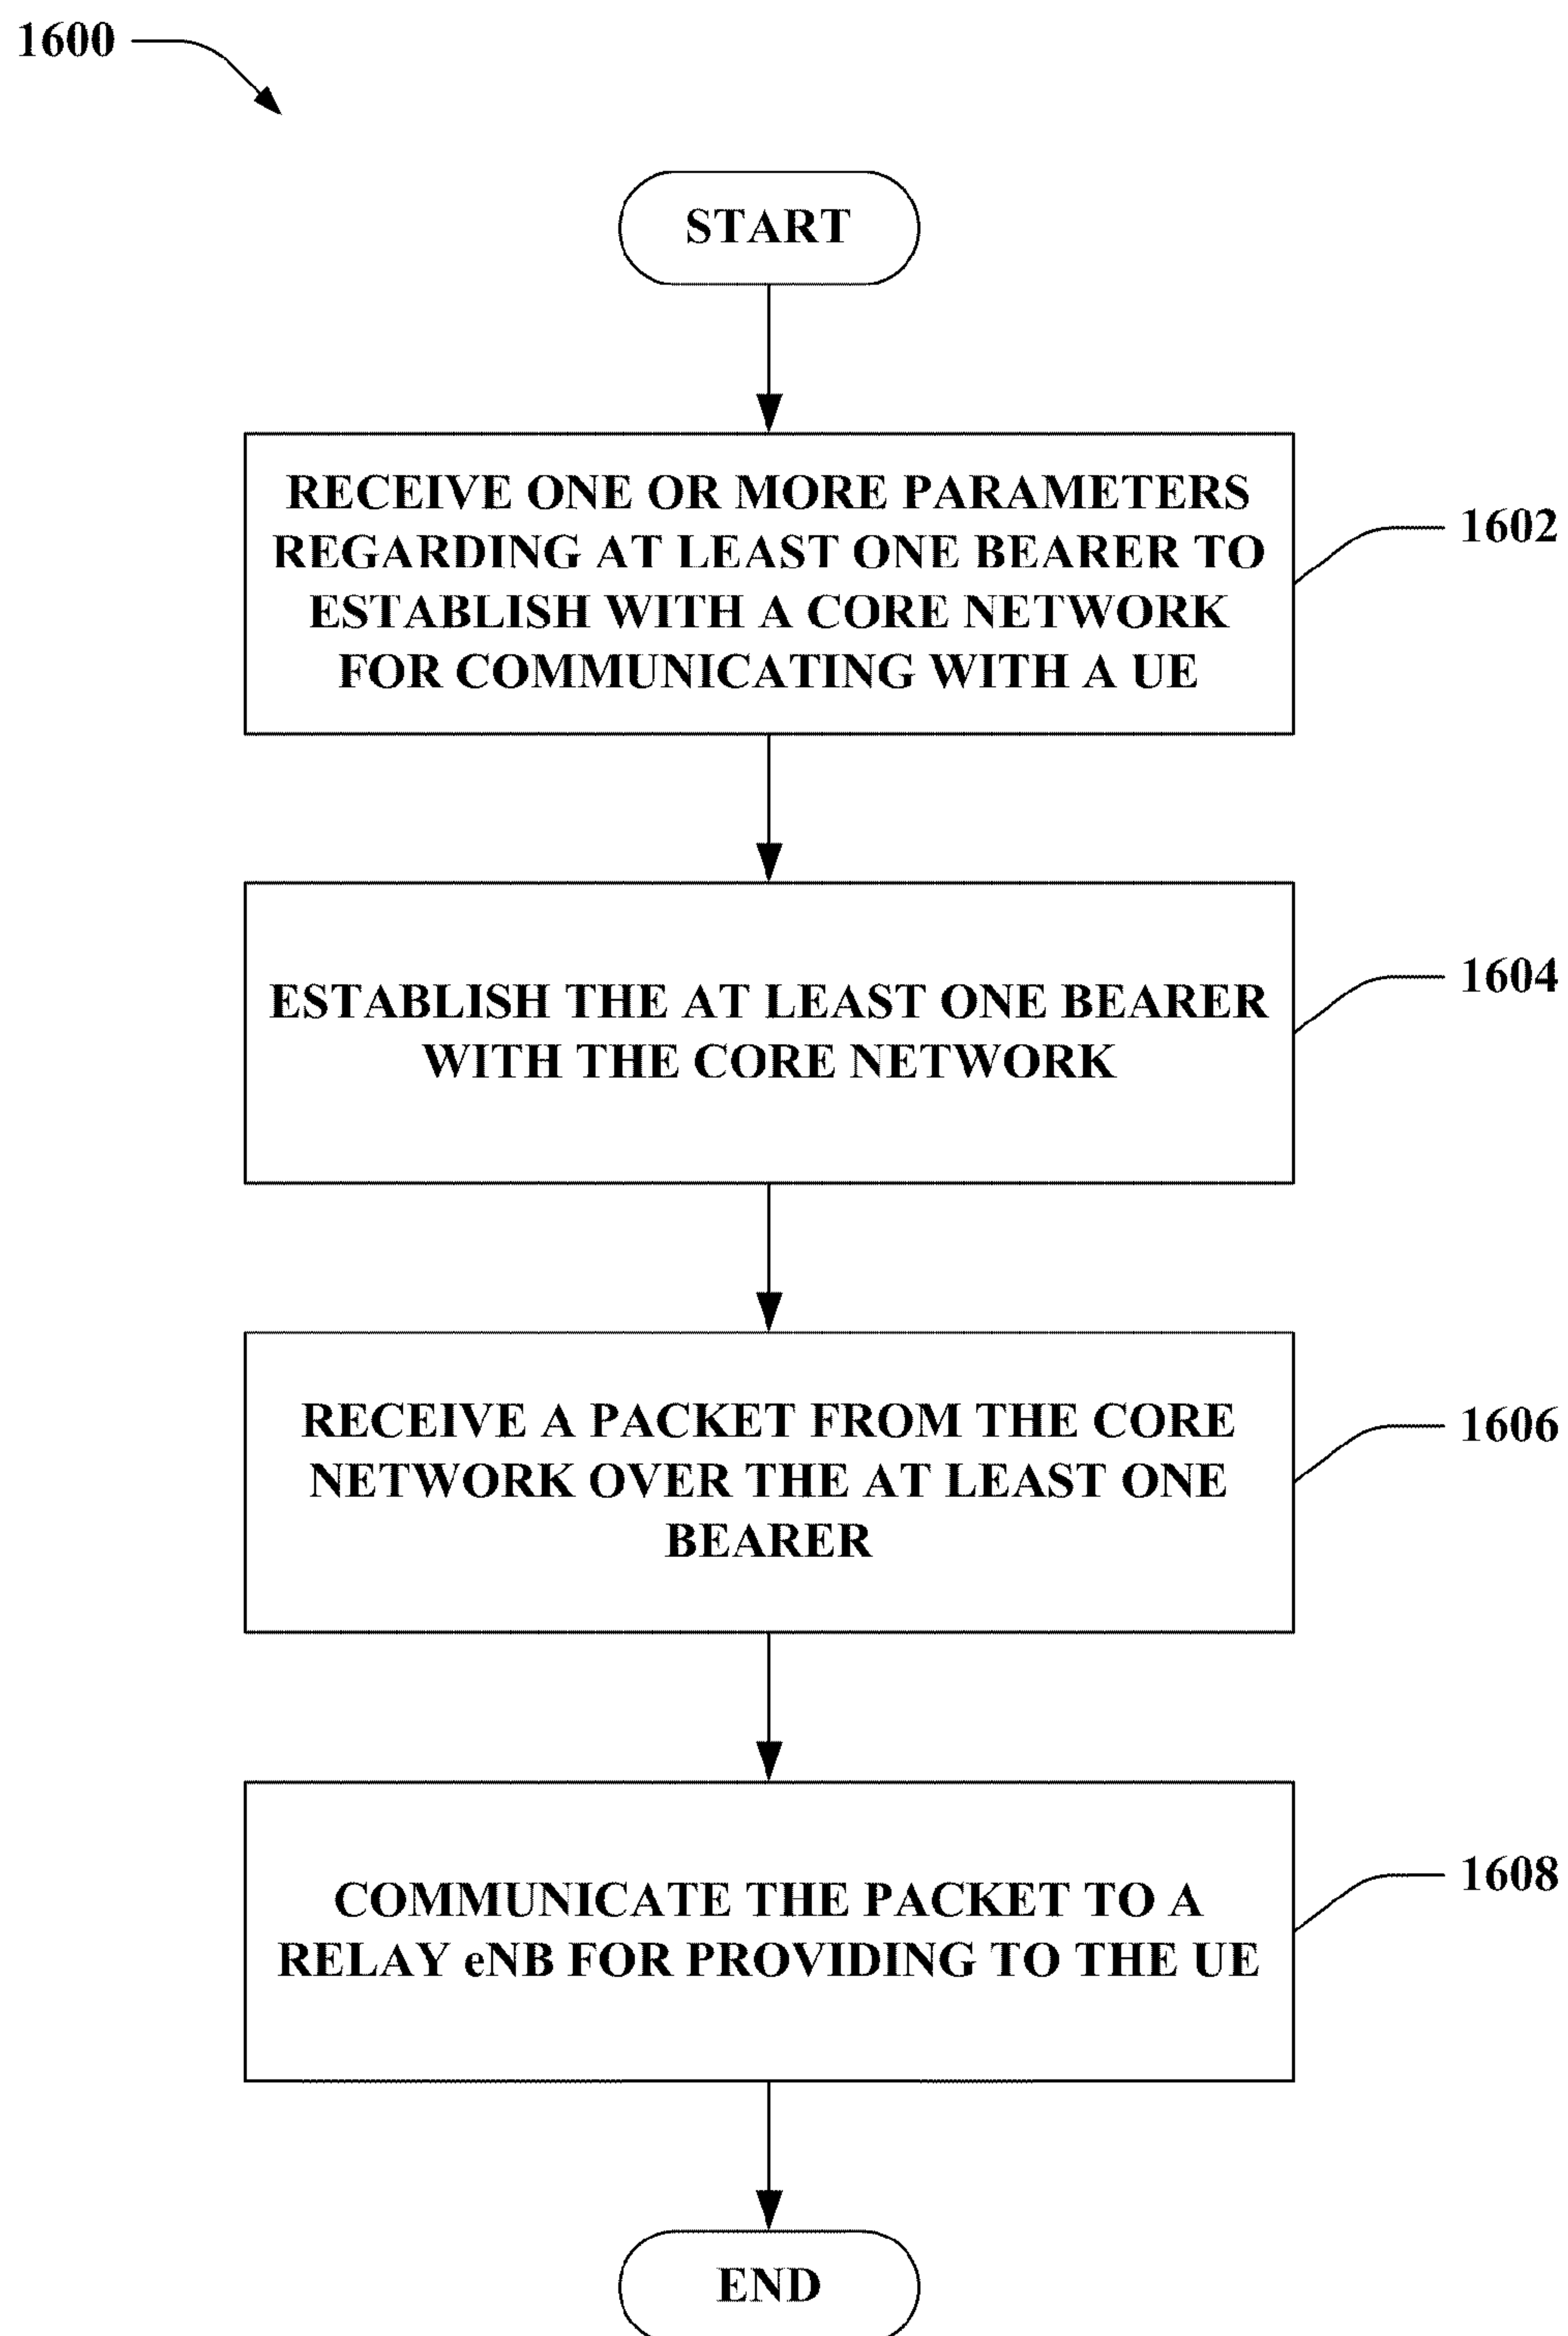 1600
START
RECEIVE ONE OR MORE PARAMETERS
REGARDING AT LEAST ONE BEARER TO
ESTABLISH WITH A CORE NETWORK
FOR COMMUNICATING WITH A UE
1602
ESTABLISH THE AT LEAST ONE BEARER
WITH THE CORE NETWORK
1604
RECEIVE A PACKET FROM THE CORE
NETWORK OVER THE AT LEAST ONE
BEARER
1606
COMMUNICATE THE PACKET TO A
RELAY eNB FOR PROVIDING TO THE UE
1608
END